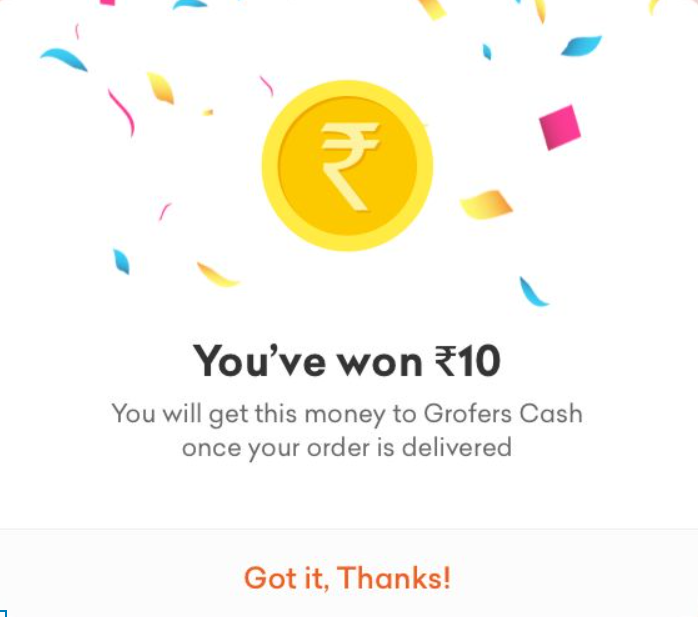 ₹
You've won ₹10
You will get this money to Grofers Cash
once your order is delivered
Got it, Thanks!